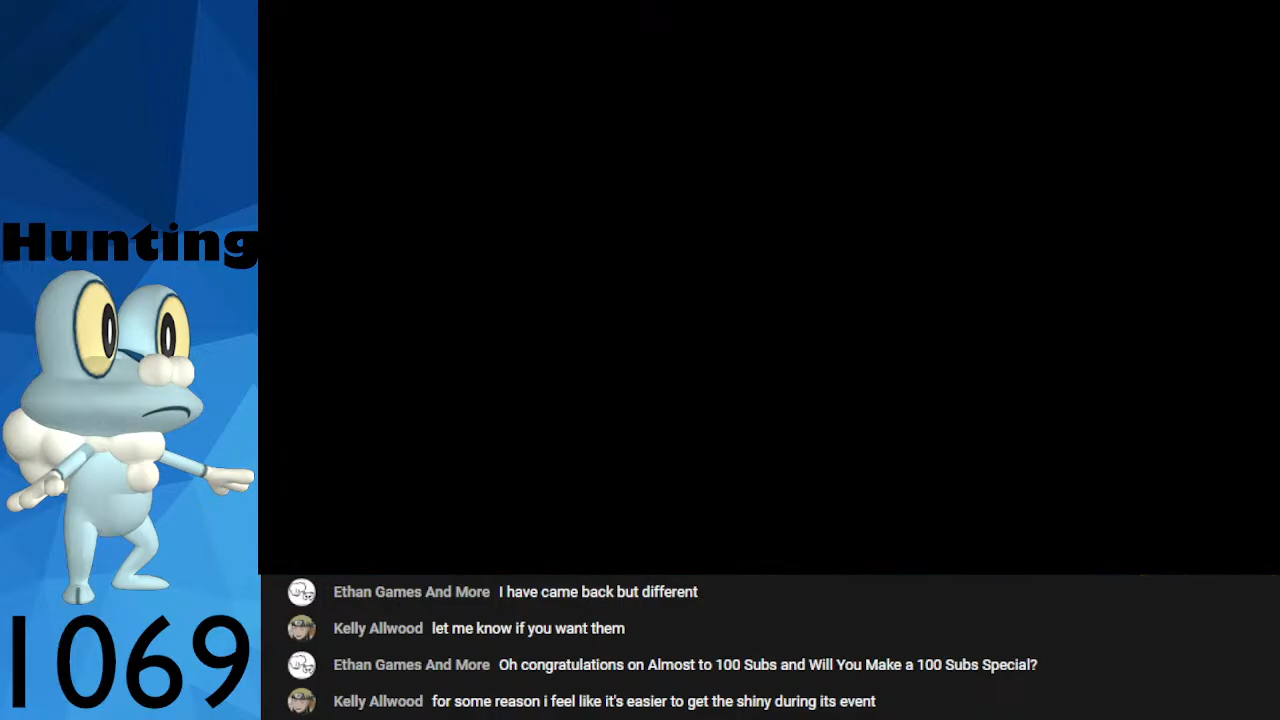 Hunting
1069
Ethan Games And More I have came back but different
Kelly Allwood let me know if you want them
Ethan Games And More Oh congratulations on Almost to 100 Subs and Will You Make a 100 Subs Special?
Kelly Allwood for some reason i feel like it's easier to get the shiny during its event